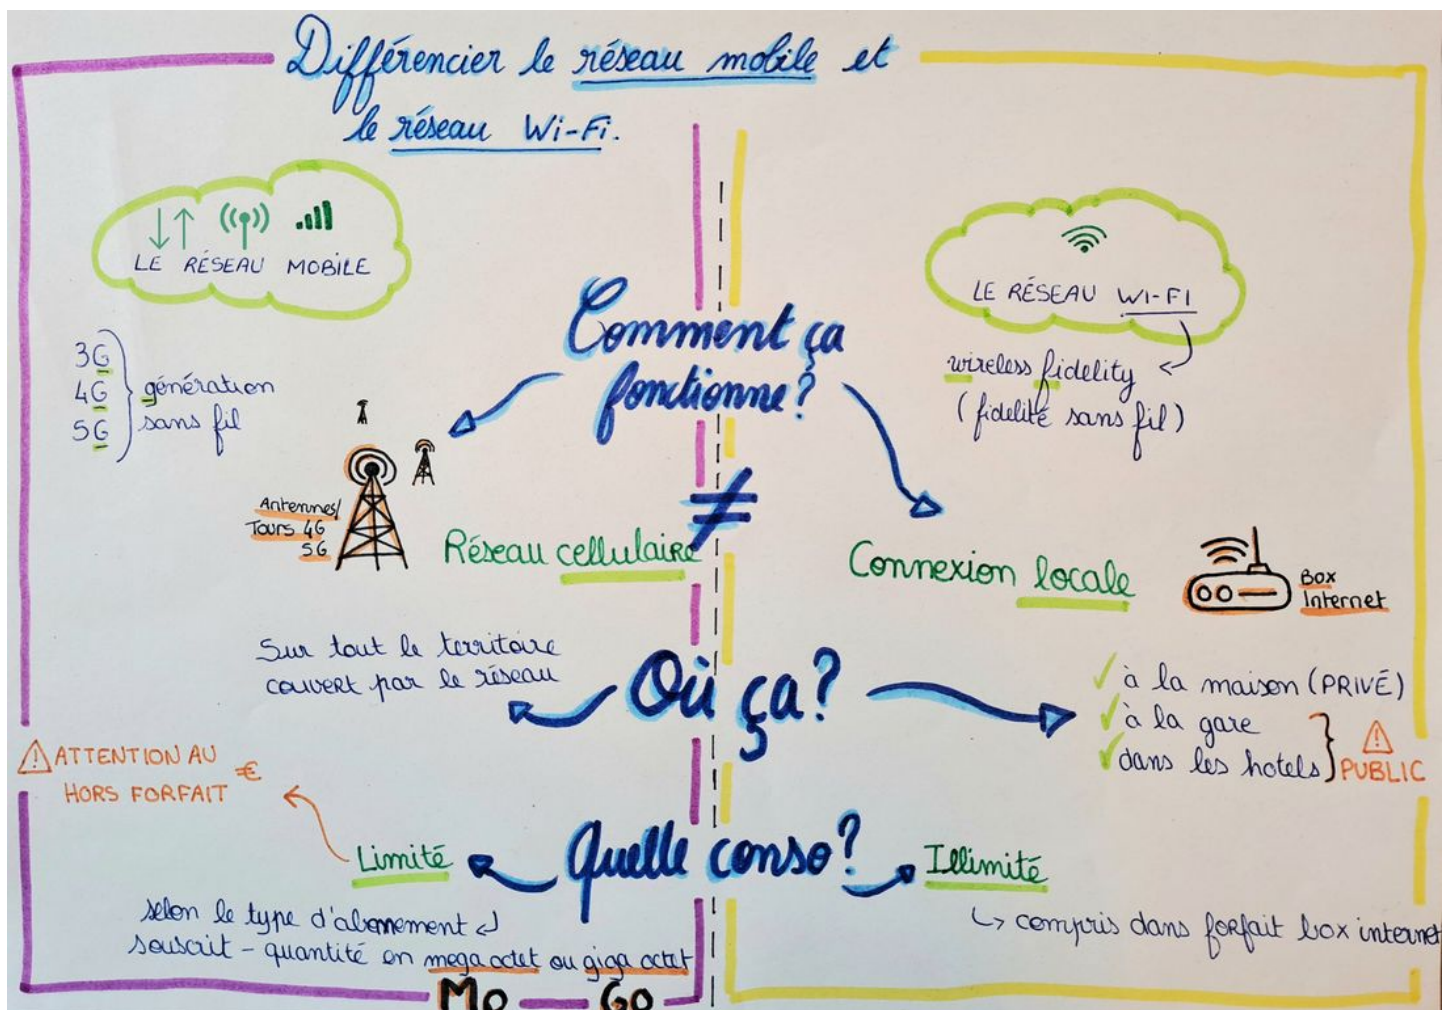 Différencier le réseau mobile et
le réseau Wi-Fi.
LE RÉSEAU MOBILE
3G
4G
5G
génération
sans fil
Antennes/
Tours 4G
5G
Comment ça
fonctionne?
≠
Réseau cellulaire
LE RÉSEAU WI-FI
wireless fidelity
(fidelité sans fil)
Connexion locale
Box
Internet
Où ça?
Sur tout le territoire
couvert par le réseau
à la maison (PRIVÉ)
à la gare
dans les hotels
PUBLIC
Quelle conso?
Limité
ATTENTION AU
HORS FORFAIT €
selon le type d'abonnement
souscrit - quantité en mega octet ou giga octet
Mo Go
Illimité
compris dans forfait box internet